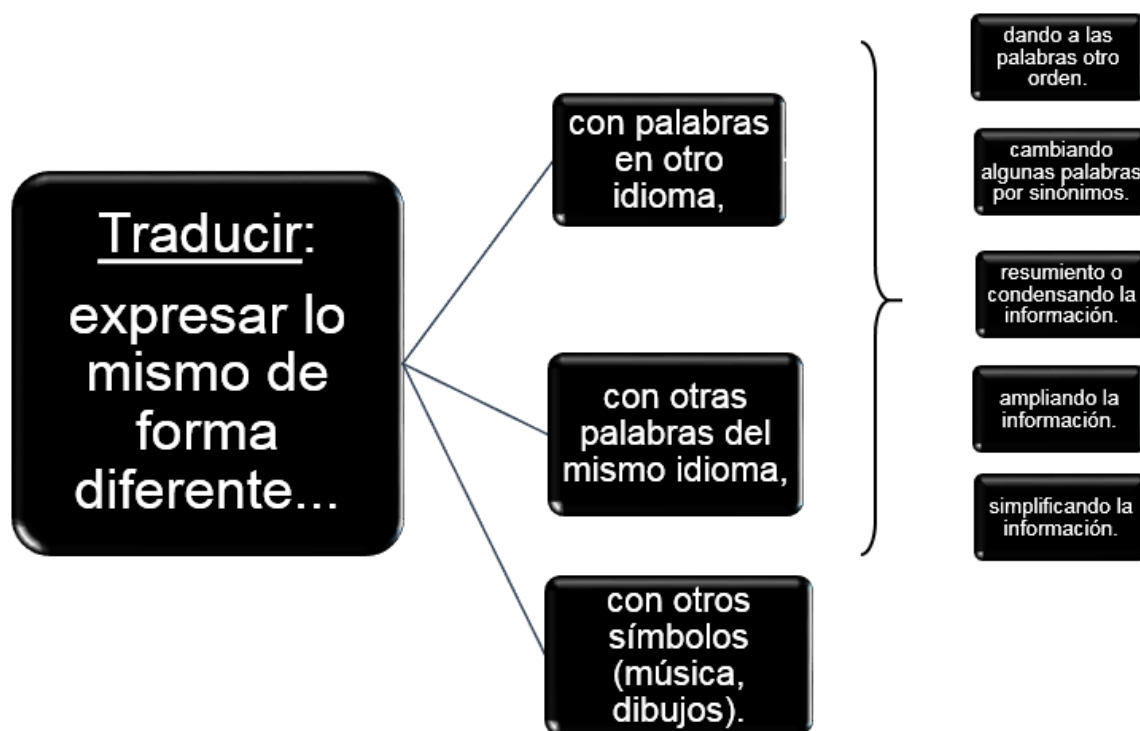 Traducir:
expresar lo
mismo de
forma
diferente...
con palabras
en otro
idioma,
con otras
palabras del
mismo idioma,
con otros
símbolos
(música,
dibujos).
dando a las
palabras otro
orden.
cambiando
algunas palabras
por sinónimos.
resumiento o
condensando la
información.
ampliando la
información.
simplificando la
información.